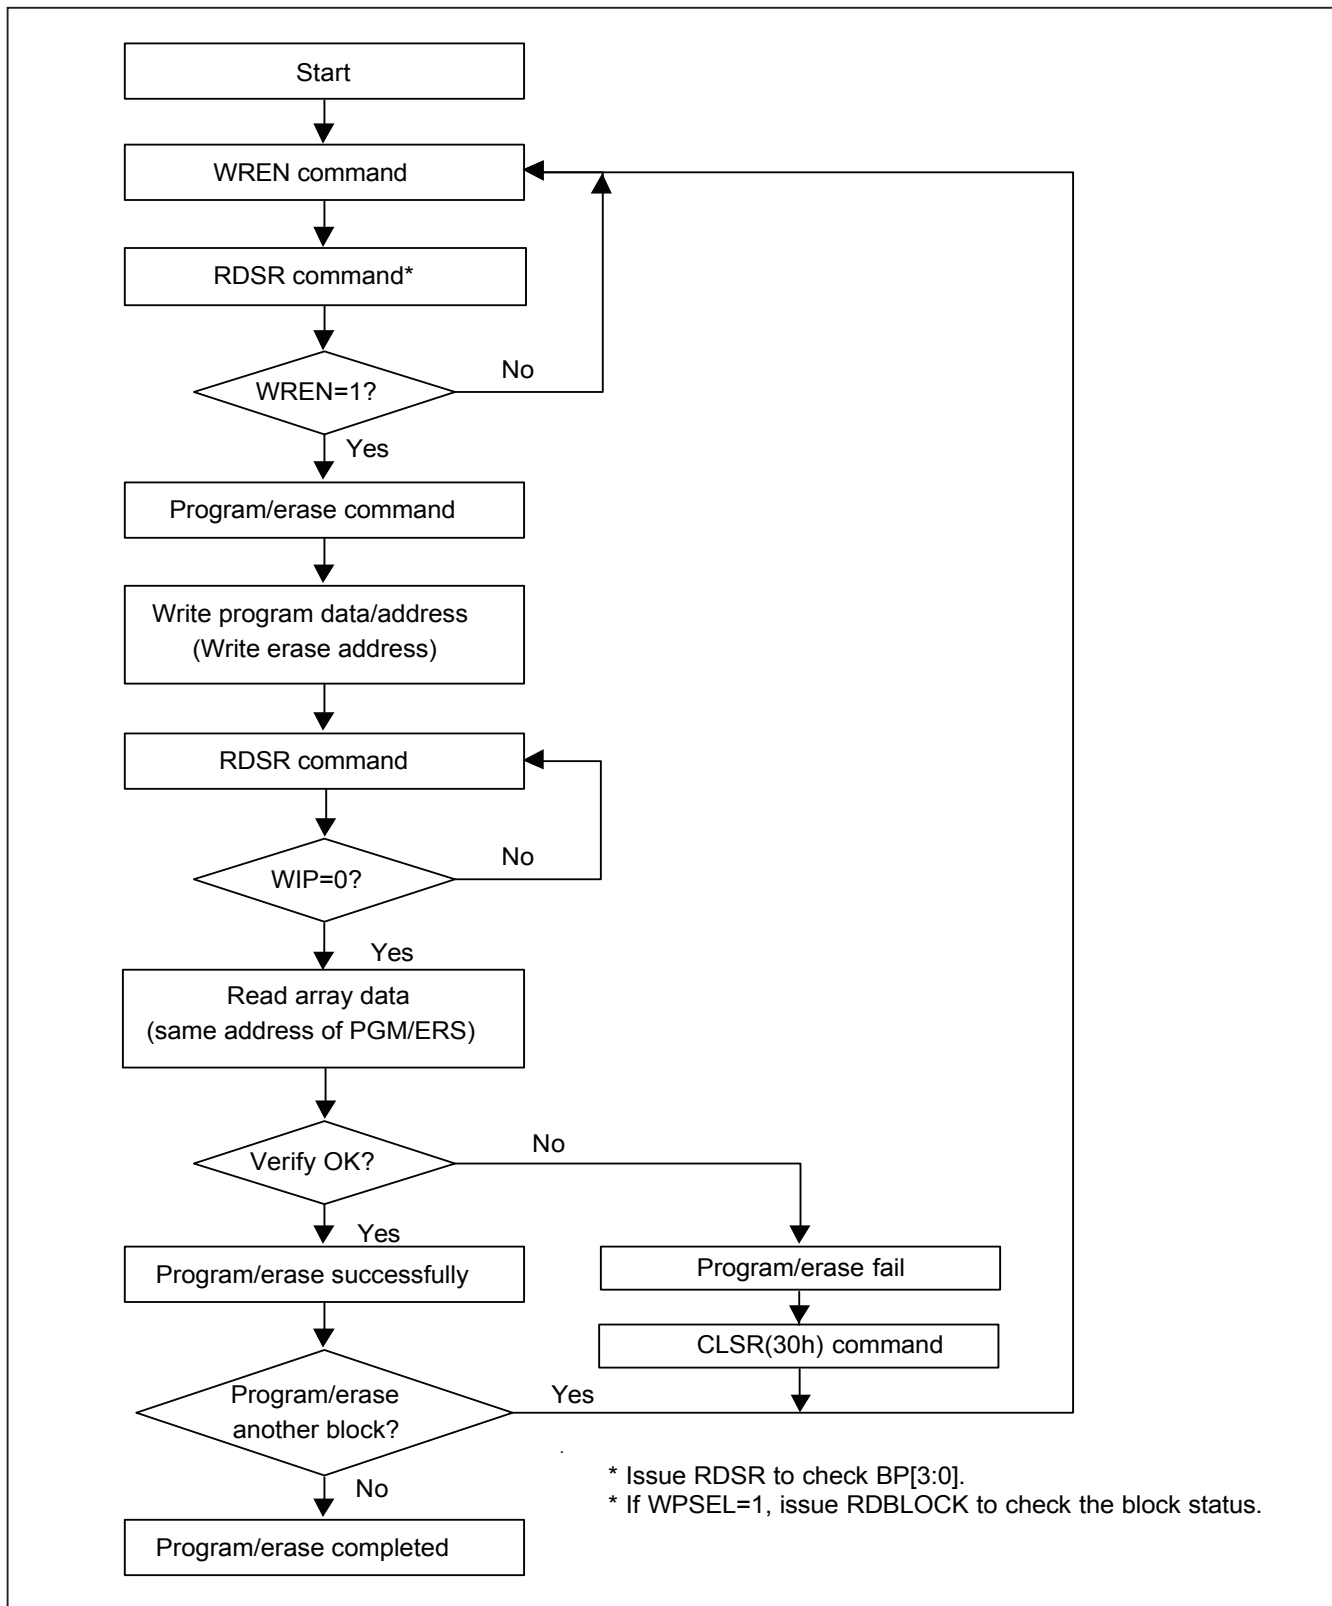 Start
WREN command
RDSR command*
WREN=1?
No
Yes
Program/erase command
Write program data/address
(Write erase address)
RDSR command
WIP=0?
No
Yes
Read array data
(same address of PGM/ERS)
Verify OK?
No
Yes
Program/erase successfully
Program/erase fail
CLSR(30h) command
Program/erase
another block?
Yes
No
* Issue RDSR to check BP[3:0].
* If WPSEL=1, issue RDBLOCK to check the block status.
Program/erase completed